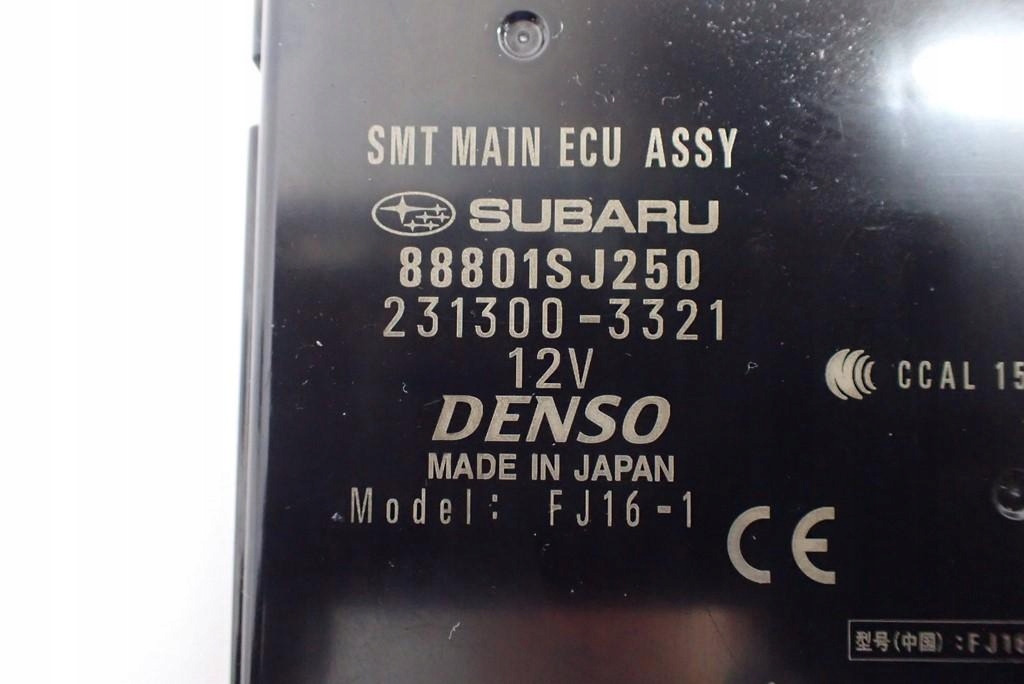 SMT MAIN ECU ASSY
SUBARU
88801SJ250
231300-3321
12V
DENSO
MADE IN JAPAN
Model: FJ16-1
CCAL 15
CE
型号(中国):FJ16